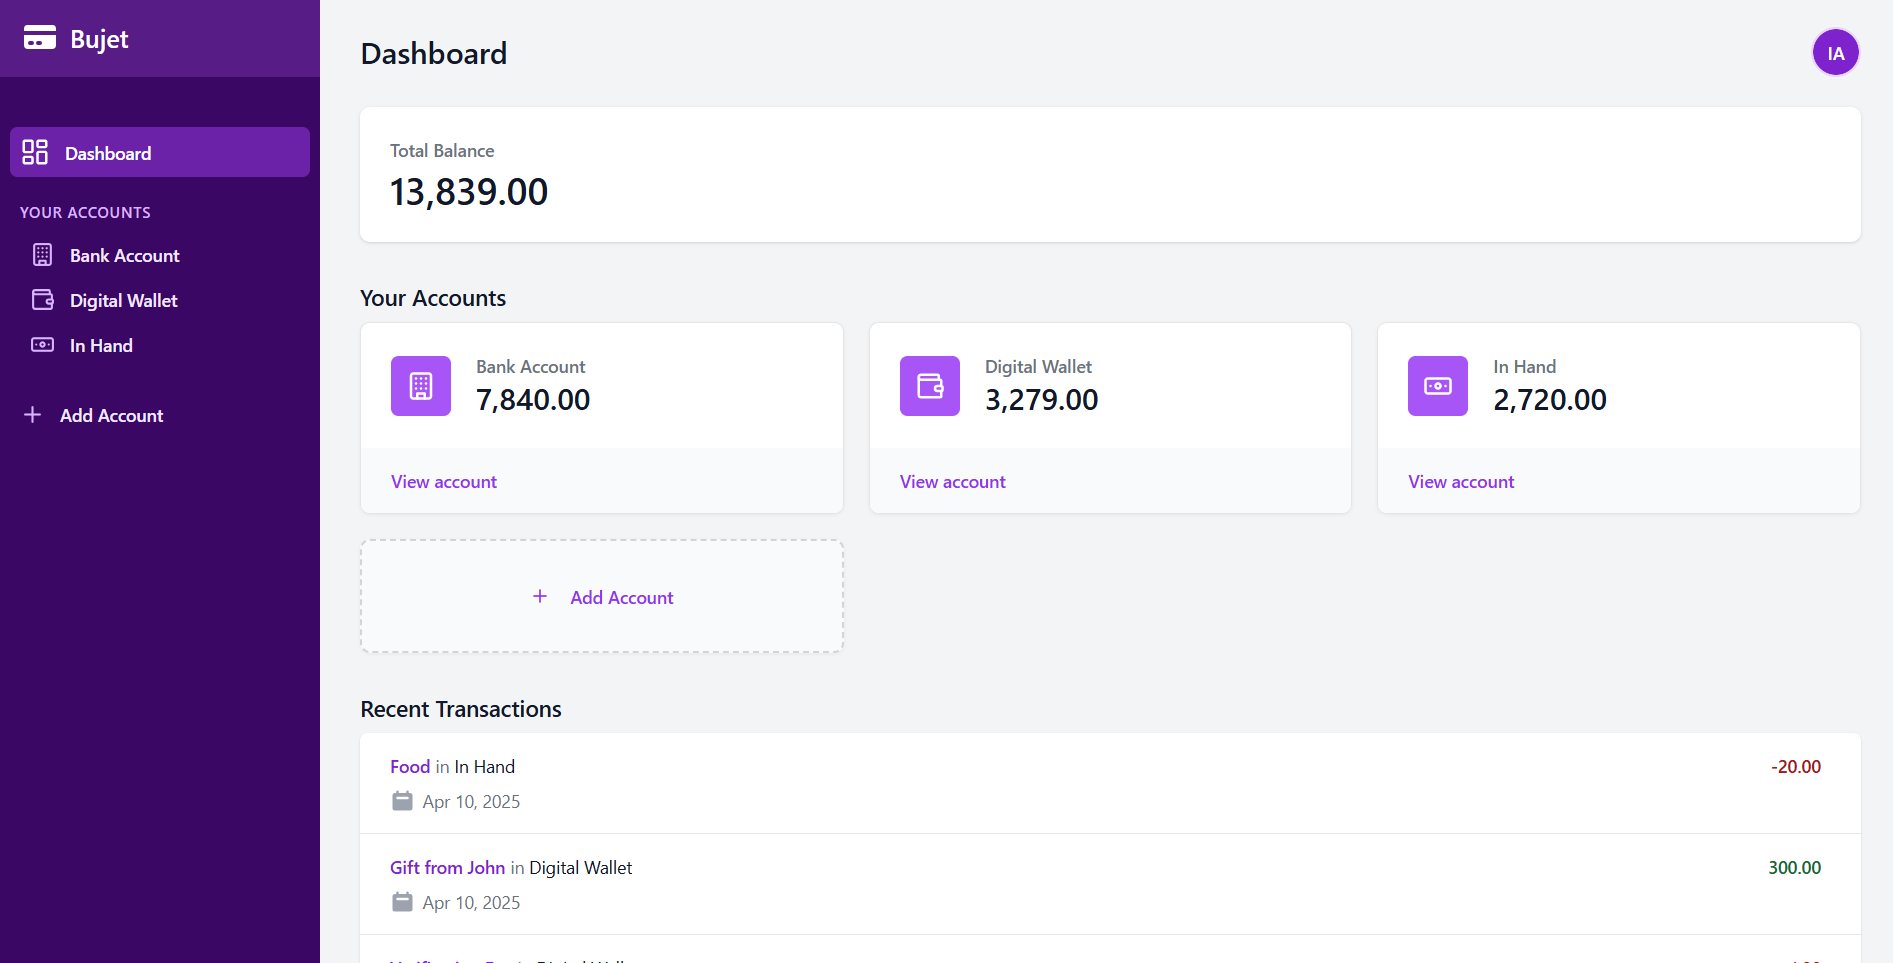 Bujet
Dashboard
YOUR ACCOUNTS
Bank Account
Digital Wallet
In Hand
Add Account
Dashboard
IA
Total Balance
13,839.00
Your Accounts
Bank Account
7,840.00
View account
Digital Wallet
3,279.00
View account
In Hand
2,720.00
View account
Add Account
Recent Transactions
Food in In Hand
-20.00
Apr 10, 2025
Gift from John in Digital Wallet
300.00
Apr 10, 2025